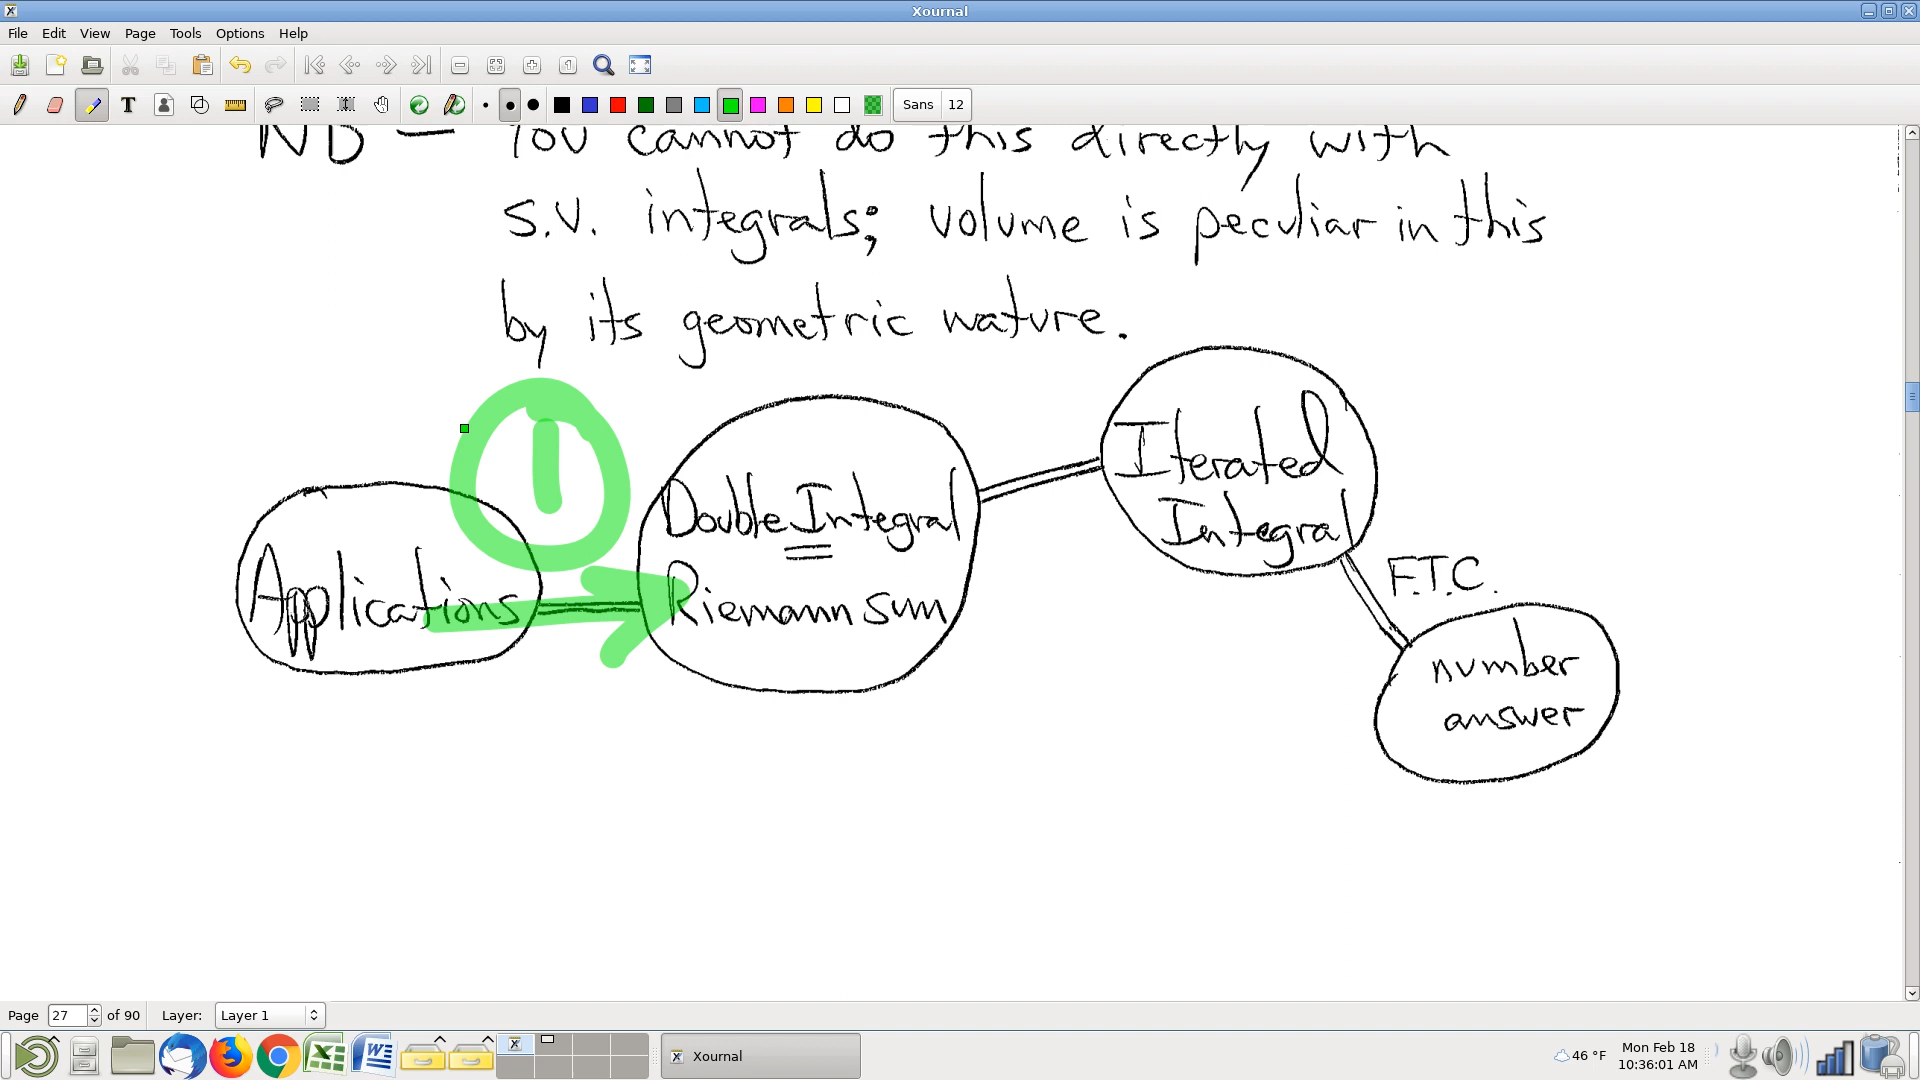 Xournal
File Edit View Page Tools Options Help
Sans 12
NB — You cannot do this directly with
S.V. integrals; volume is peculiar in this
by its geometric nature.
1
Applications
Double Integral
=
Riemann sum
Iterated
Integral
F.T.C.
number
answer
Page 27 of 90 Layer: Layer 1
Xournal
46 °F
Mon Feb 18
10:36:01 AM